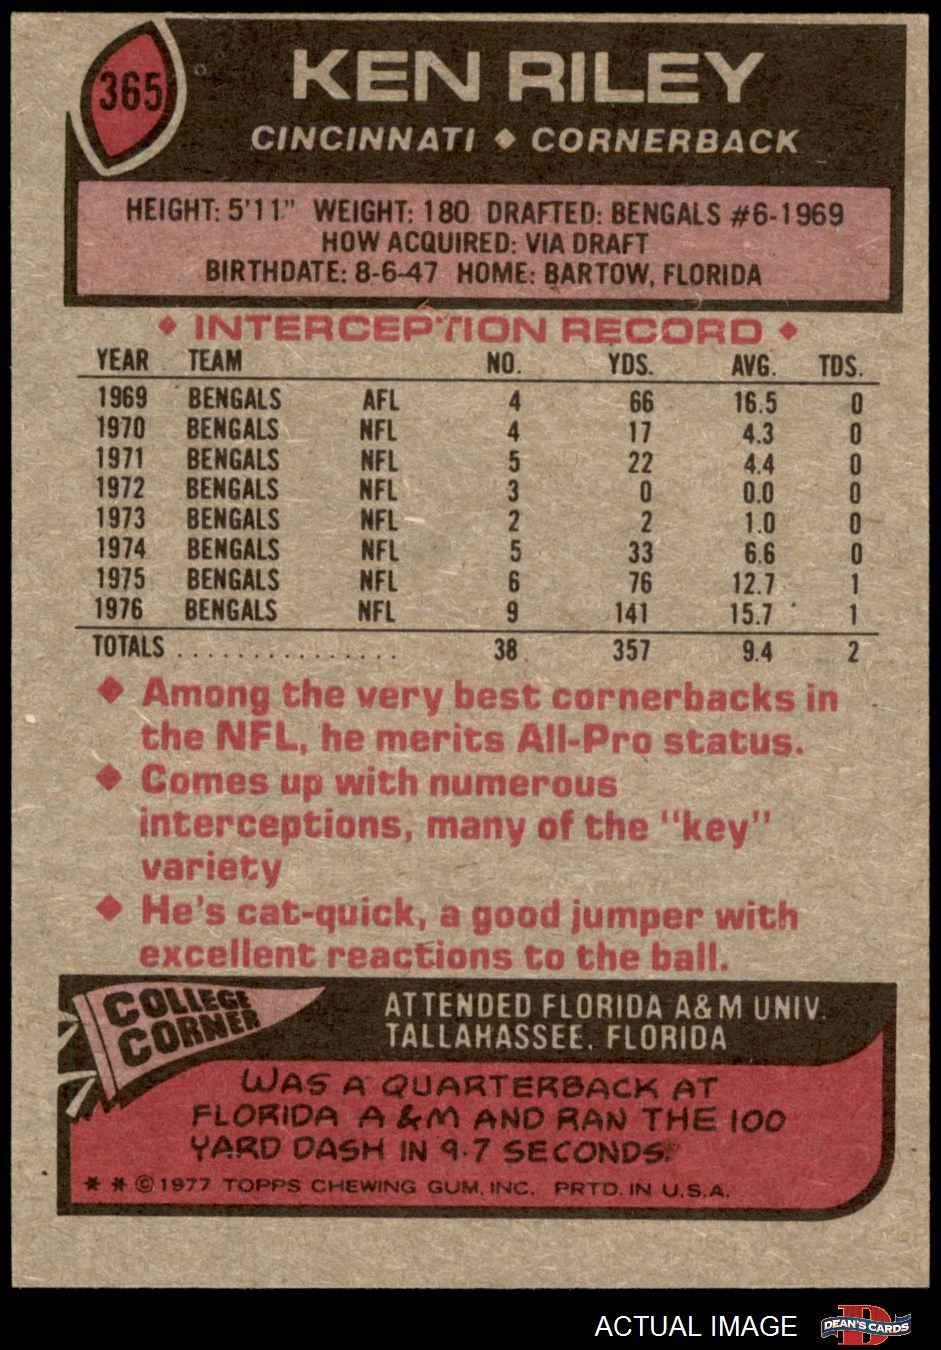 365
KEN RILEY
CINCINNATI ◆ CORNERBACK
HEIGHT: 5'11" WEIGHT: 180 DRAFTED: BENGALS #6-1969
HOW ACQUIRED: VIA DRAFT
BIRTHDATE: 8-6-47 HOME: BARTOW, FLORIDA
◆ INTERCEPTION RECORD ◆
YEAR TEAM NO. YDS. AVG. TDS.
1969 BENGALS AFL 4 66 16.5 0
1970 BENGALS NFL 4 17 4.3 0
1971 BENGALS NFL 5 22 4.4 0
1972 BENGALS NFL 3 0 0.0 0
1973 BENGALS NFL 2 2 1.0 0
1974 BENGALS NFL 5 33 6.6 0
1975 BENGALS NFL 6 76 12.7 1
1976 BENGALS NFL 9 141 15.7 1
TOTALS ................ 38 357 9.4 2
◆ Among the very best cornerbacks in
the NFL, he merits All-Pro status.
◆ Comes up with numerous
interceptions, many of the "key"
variety
◆ He's cat-quick, a good jumper with
excellent reactions to the ball.
COLLEGE
CORNER
ATTENDED FLORIDA A&M UNIV.
TALLAHASSEE, FLORIDA
WAS A QUARTERBACK AT
FLORIDA A & M AND RAN THE 100
YARD DASH IN 9.7 SECONDS.
* * © 1977 TOPPS CHEWING GUM, INC. PRTD. IN U.S.A.
ACTUAL IMAGE
D
DEAN'S CARDS